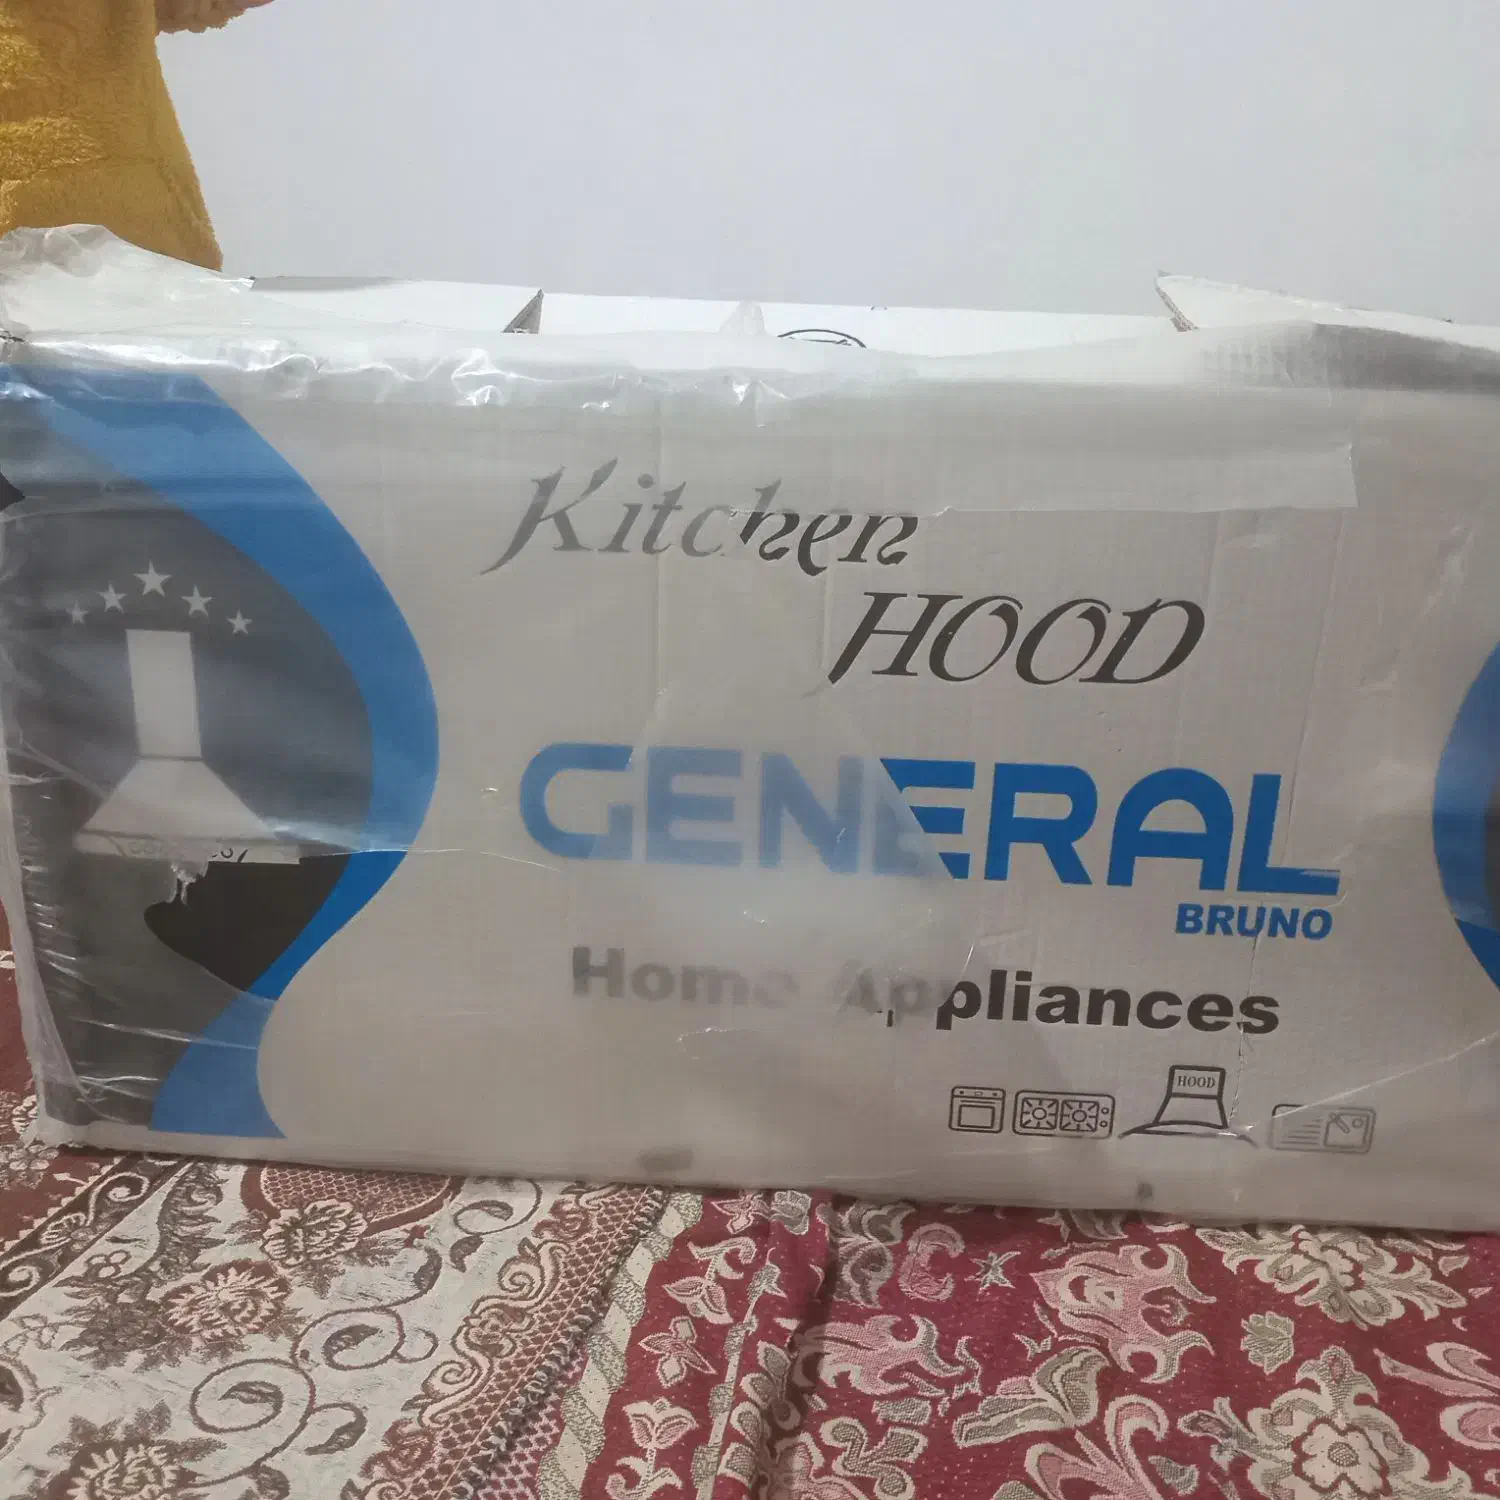 Kitchen
HOOD
GENERAL
BRUNO
Home Appliances
HOOD